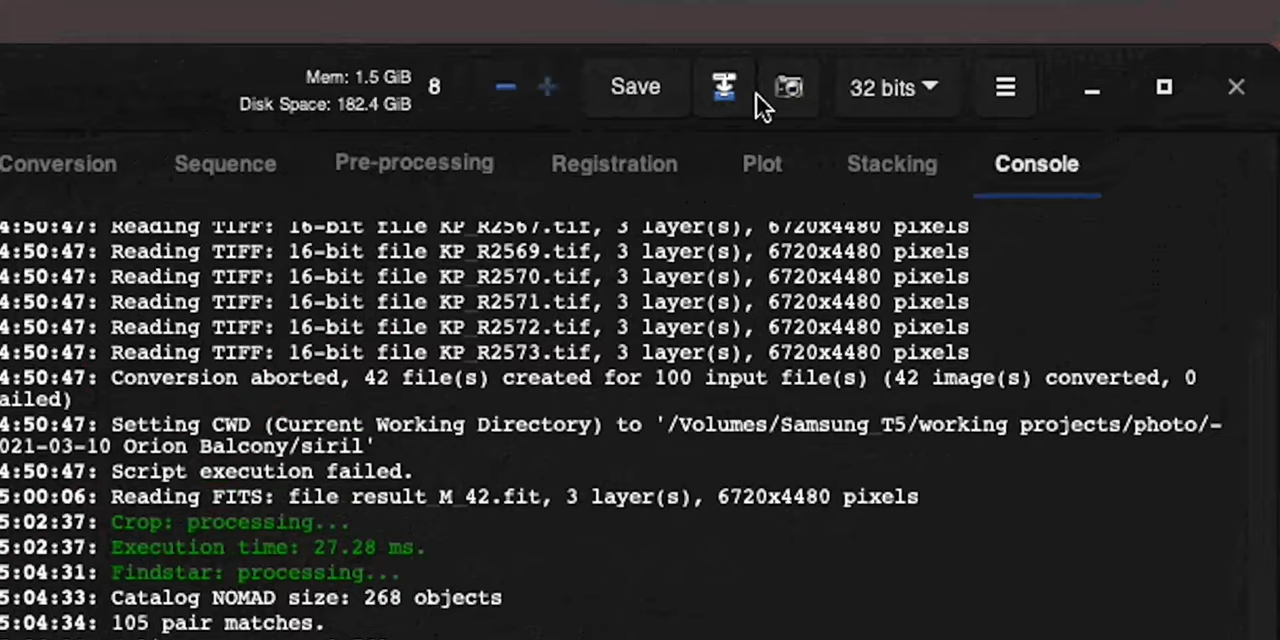 Mem: 1.5 GiB
Disk Space: 182.4 GiB
8
Save
32 bits
Conversion
Sequence
Pre-processing
Registration
Plot
Stacking
Console
4:50:47: Reading TIFF: 16-bit file KP_R2567.tif, 3 layer(s), 6720x4480 pixels
4:50:47: Reading TIFF: 16-bit file KP_R2569.tif, 3 layer(s), 6720x4480 pixels
4:50:47: Reading TIFF: 16-bit file KP_R2570.tif, 3 layer(s), 6720x4480 pixels
4:50:47: Reading TIFF: 16-bit file KP_R2571.tif, 3 layer(s), 6720x4480 pixels
4:50:47: Reading TIFF: 16-bit file KP_R2572.tif, 3 layer(s), 6720x4480 pixels
4:50:47: Reading TIFF: 16-bit file KP_R2573.tif, 3 layer(s), 6720x4480 pixels
4:50:47: Conversion aborted, 42 file(s) created for 100 input file(s) (42 image(s) converted, 0
ailed)
4:50:47: Setting CWD (Current Working Directory) to '/Volumes/Samsung_T5/working projects/photo/-
021-03-10 Orion Balcony/siril'
4:50:47: Script execution failed.
5:00:06: Reading FITS: file result_M_42.fit, 3 layer(s), 6720x4480 pixels
5:02:37: Crop: processing...
5:02:37: Execution time: 27.28 ms.
5:04:31: Findstar: processing...
5:04:33: Catalog NOMAD size: 268 objects
5:04:34: 105 pair matches.